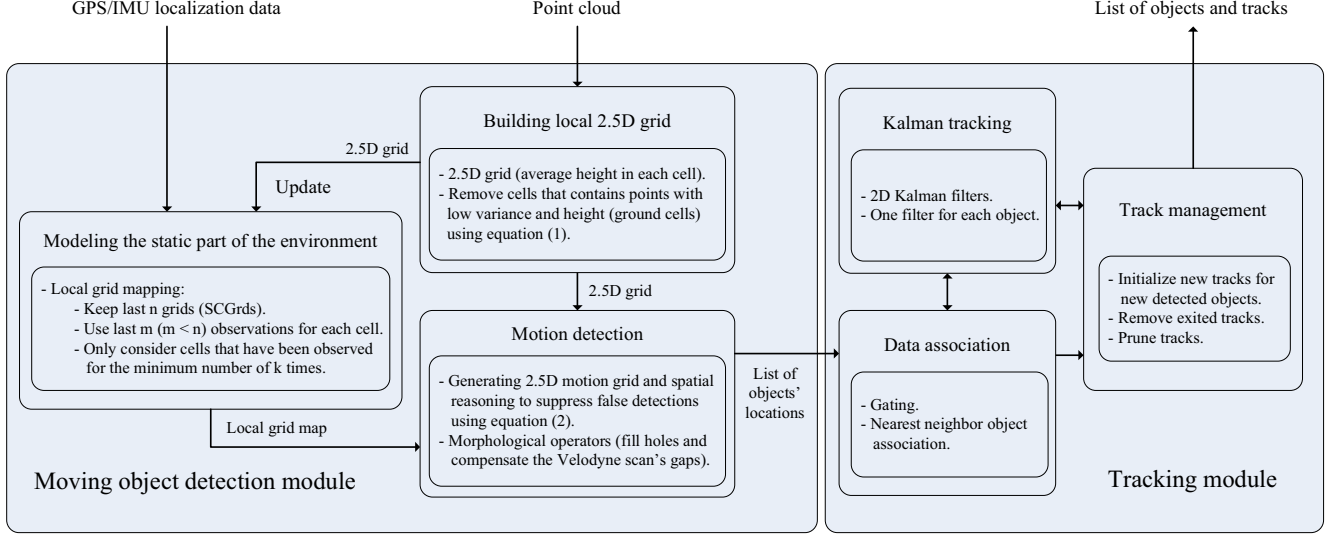 GPS/IMU localization data
Point cloud
List of objects and tracks
Building local 2.5D grid
- 2.5D grid (average height in each cell).
- Remove cells that contains points with
low variance and height (ground cells)
using equation (1).
2.5D grid
Update
Modeling the static part of the environment
- Local grid mapping:
- Keep last n grids (SCGrds).
- Use last m (m < n) observations for each cell.
- Only consider cells that have been observed
for the minimum number of k times.
2.5D grid
Motion detection
- Generating 2.5D motion grid and spatial
reasoning to suppress false detections
using equation (2).
- Morphological operators (fill holes and
compensate the Velodyne scan's gaps).
Local grid map
Moving object detection module
List of
objects'
locations
Kalman tracking
- 2D Kalman filters.
- One filter for each object.
Data association
- Gating.
- Nearest neighbor object
association.
Track management
- Initialize new tracks for
new detected objects.
- Remove exited tracks.
- Prune tracks.
Tracking module